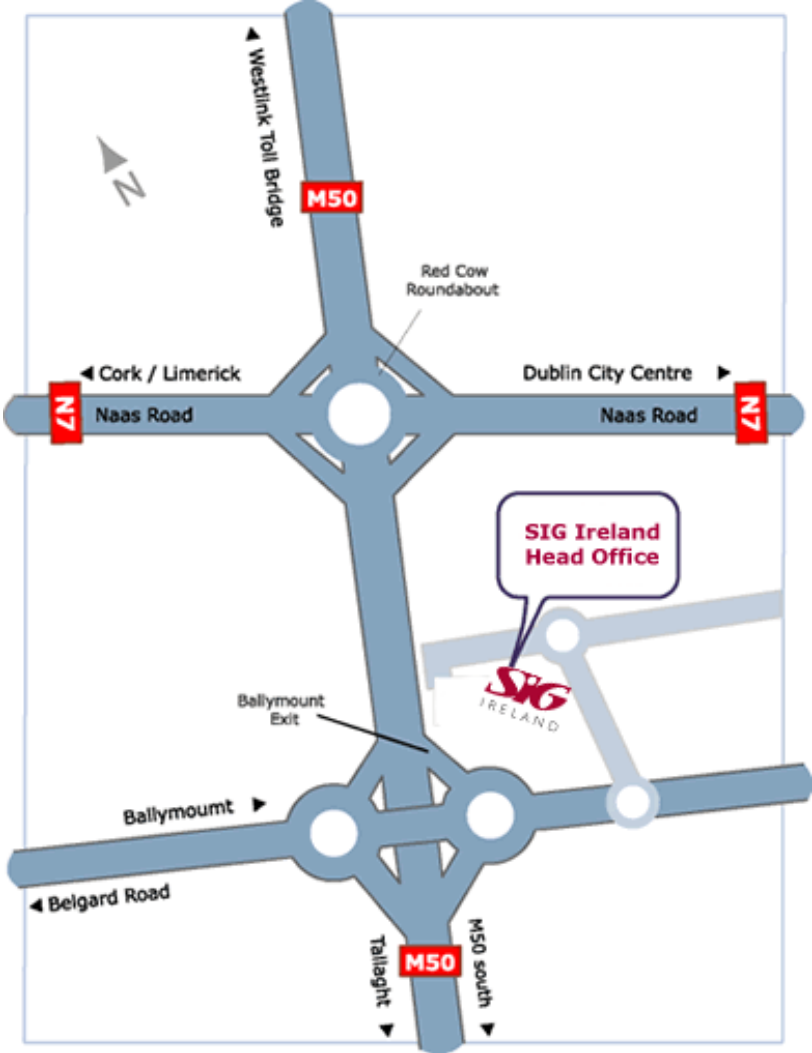 Westlink Toll Bridge
N
M50
Red Cow
Roundabout
Cork / Limerick
Dublin City Centre
N7
Naas Road
Naas Road
N7
SIG Ireland
Head Office
SIG
IRELAND
Ballymount
Exit
Ballymoumt
Belgard Road
Tallaght
M50
M50 south